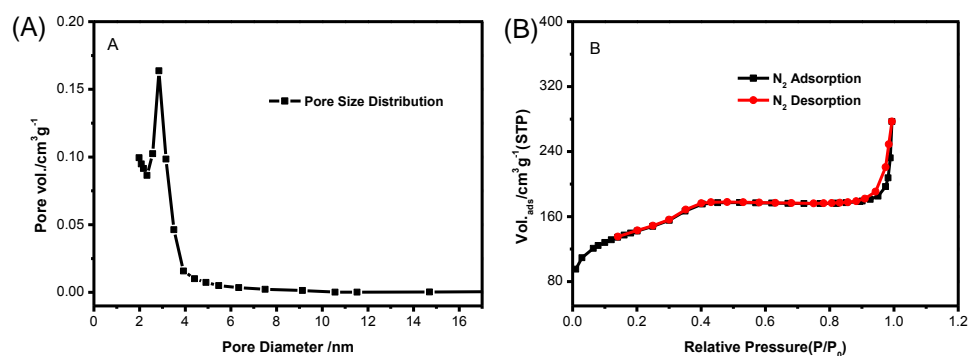 (A)
A
0.20
0.15
0.10
0.05
0.00
Pore vol./cm³g⁻¹
Pore Size Distribution
0 2 4 6 8 10 12 14 16
Pore Diameter /nm
(B)
B
400
320
240
160
80
Vol.ads/cm³g⁻¹(STP)
N₂ Adsorption
N₂ Desorption
0.0 0.2 0.4 0.6 0.8 1.0 1.2
Relative Pressure(P/P₀)